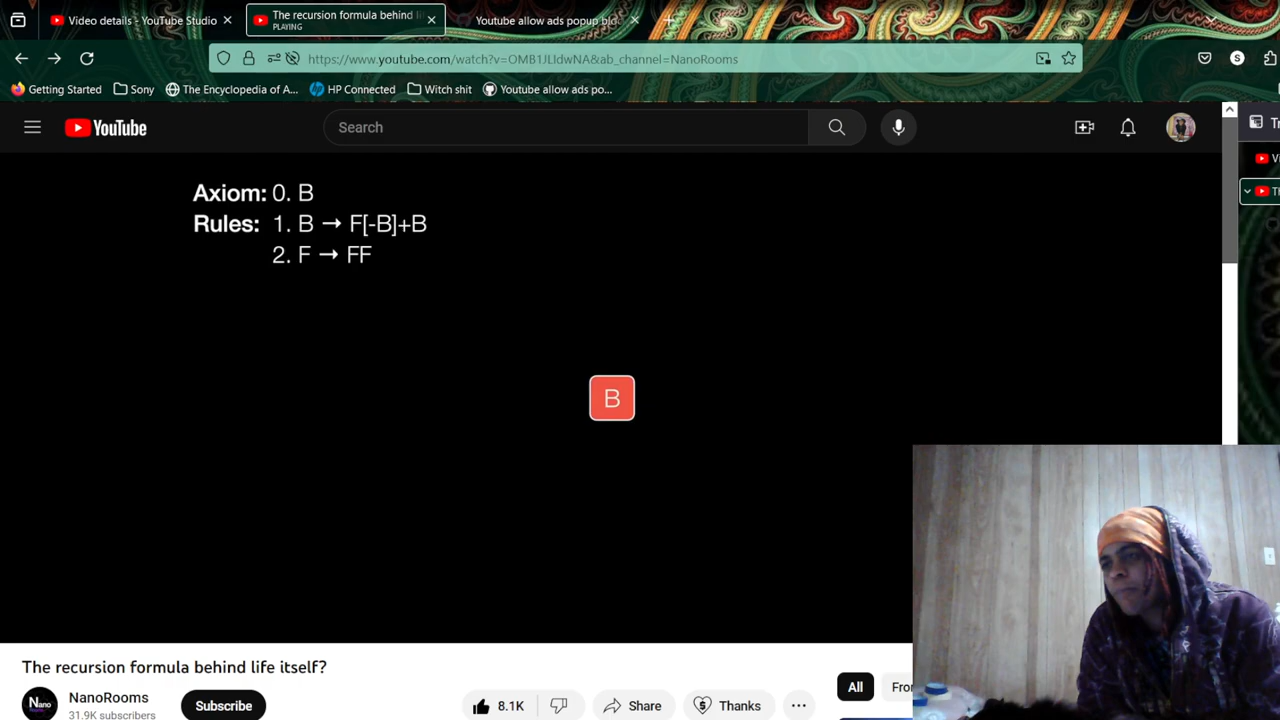 Video details - YouTube Studio
The recursion formula behind li
PLAYING
Youtube allow ads popup blo
https://www.youtube.com/watch?v=OMB1JLIdwNA&ab_channel=NanoRooms
S
Getting Started
Sony
The Encyclopedia of A...
HP Connected
Witch shit
Youtube allow ads po...
YouTube
Search
Axiom: 0. B
Rules: 1. B → F[-B]+B
2. F → FF
B
The recursion formula behind life itself?
Nano
NanoRooms
31.9K subscribers
Subscribe
8.1K
Share
Thanks
All